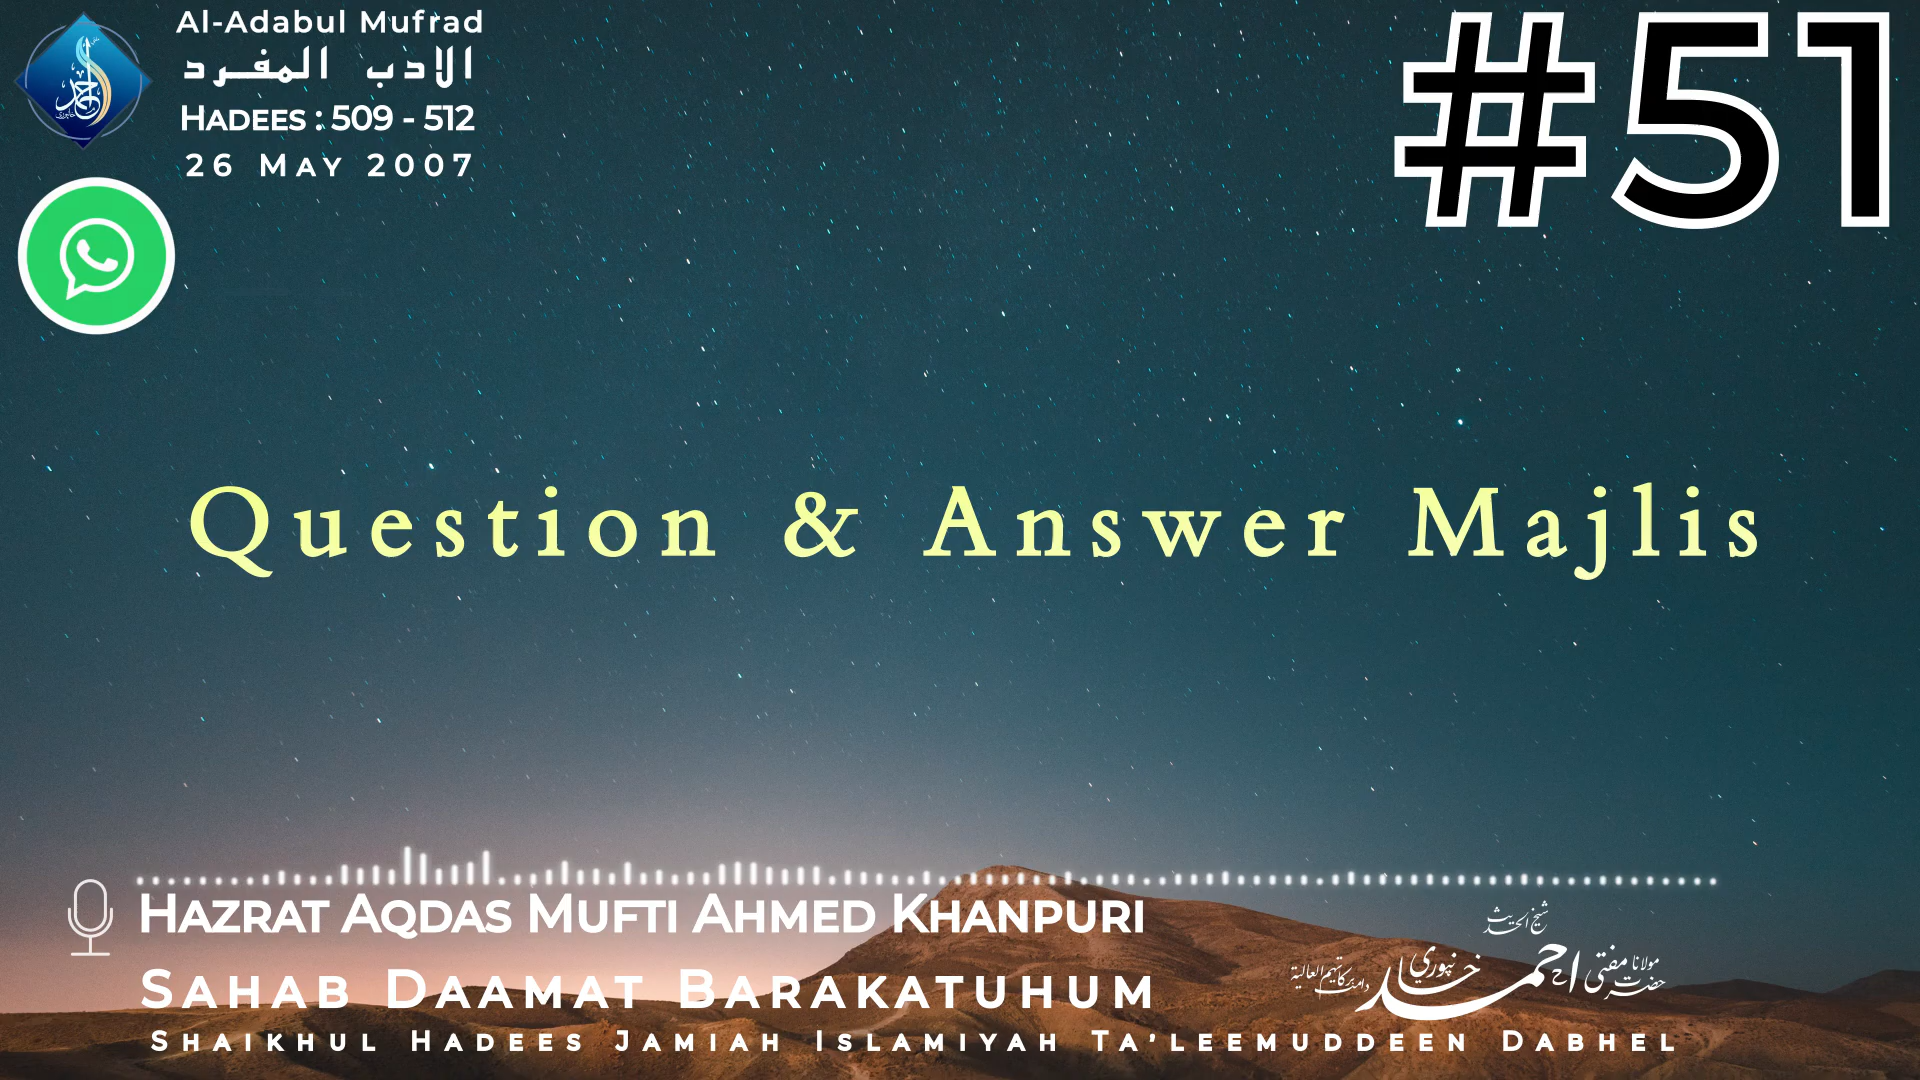 Al-Adabul Mufrad
الادب المفرد
HADEES : 509 - 512
26 MAY 2007
#51
Question & Answer Majlis
HAZRAT AQDAS MUFTI AHMED KHANPURI
SAHAB DAAMAT BARAKATUHUM
شیخ الحدیث
حضرت مولانا مفتی احمد خانپوری دامت برکاتہم العالیۃ
SHAIKHUL HADEES JAMIAH ISLAMIYAH TA'LEEMUDDEEN DABHEL